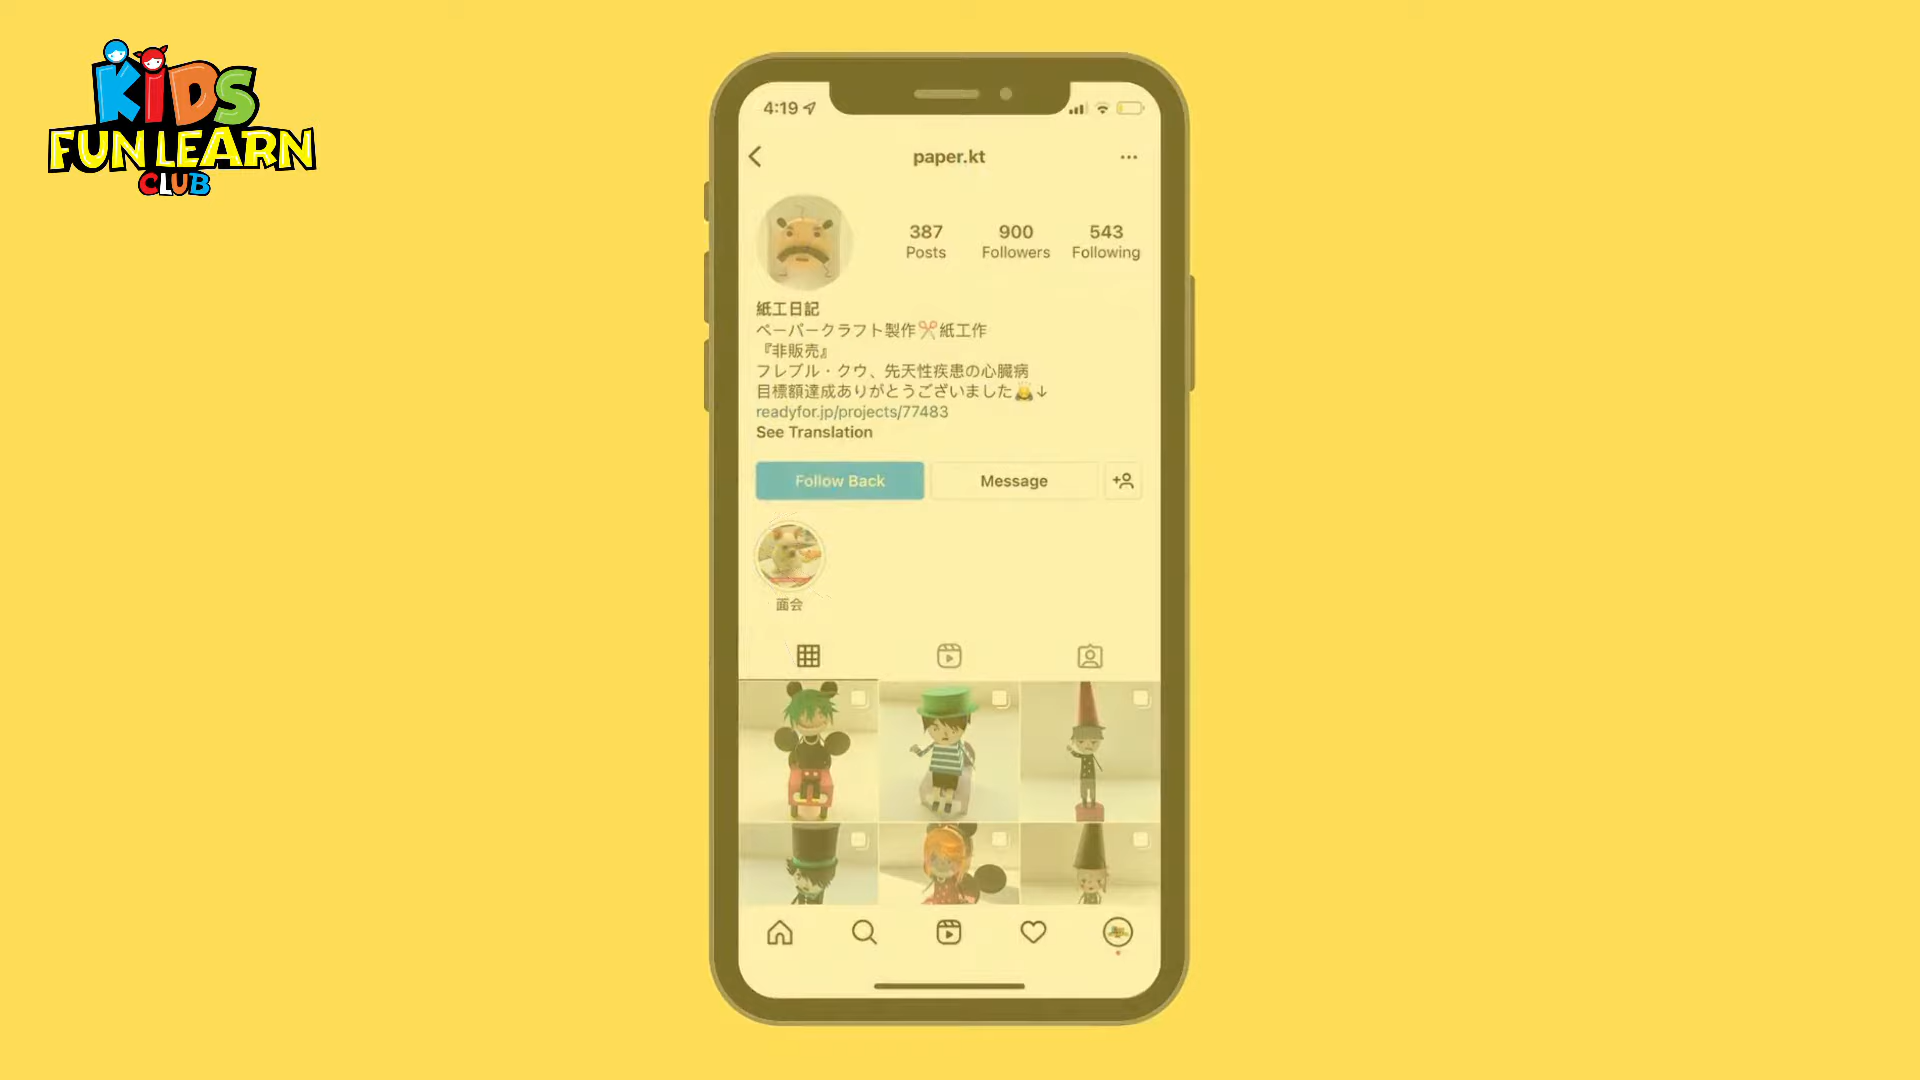 KiDS
FUN LEARN
CLUB
4:19
paper.kt
387
Posts
900
Followers
543
Following
紙工日記
ペーパークラフト製作✂️紙工作
『非販売』
フレブル・クウ、先天性疾患の心臓病
目標額達成ありがとうございました🙇↓
readyfor.jp/projects/77483
See Translation
Follow Back
Message
面会